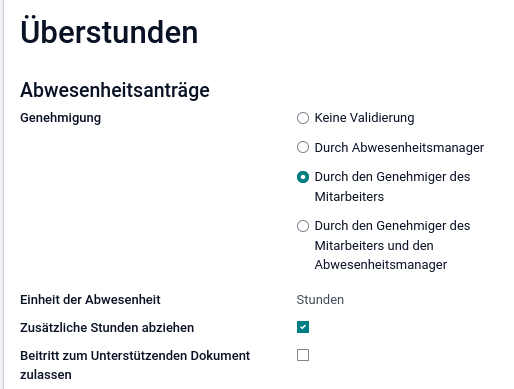 Überstunden
Abwesenheitsanträge
Genehmigung
Keine Validierung
Durch Abwesenheitsmanager
Durch den Genehmiger des
Mitarbeiters
Durch den Genehmiger des
Mitarbeiters und den
Abwesenheitsmanager
Einheit der Abwesenheit
Stunden
Zusätzliche Stunden abziehen
Beitritt zum Unterstützenden Dokument
zulassen